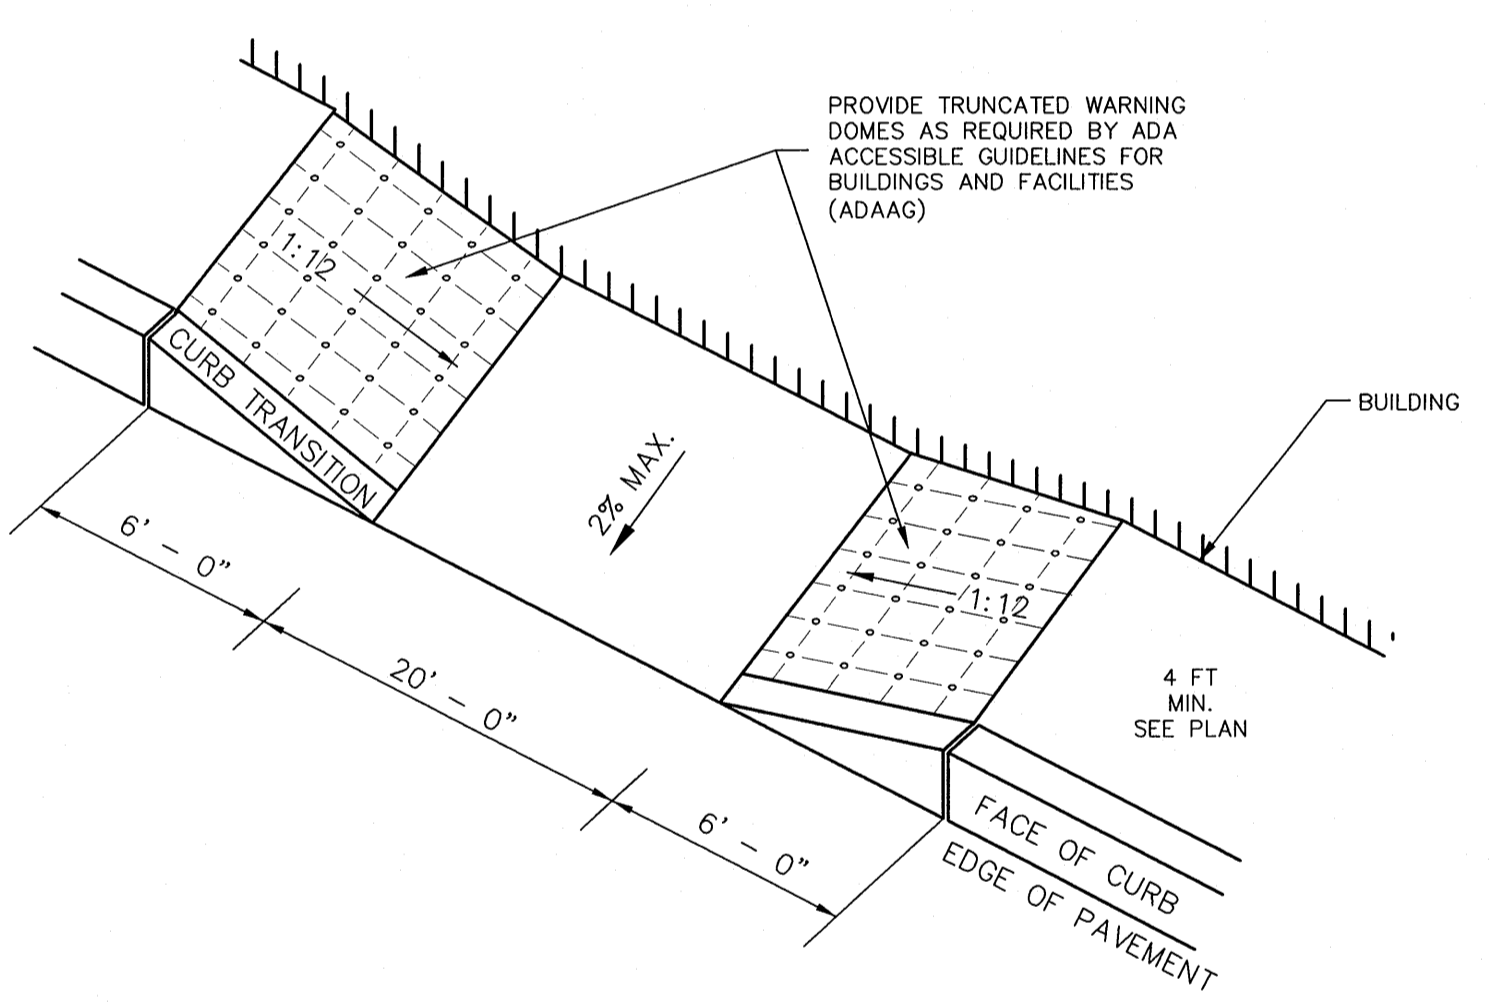 PROVIDE TRUNCATED WARNING
DOMES AS REQUIRED BY ADA
ACCESSIBLE GUIDELINES FOR
BUILDINGS AND FACILITIES
(ADAAG)
1:12
CURB TRANSITION
BUILDING
2% MAX.
6' – 0"
1:12
20' – 0"
4 FT
MIN.
SEE PLAN
6' – 0"
FACE OF CURB
EDGE OF PAVEMENT